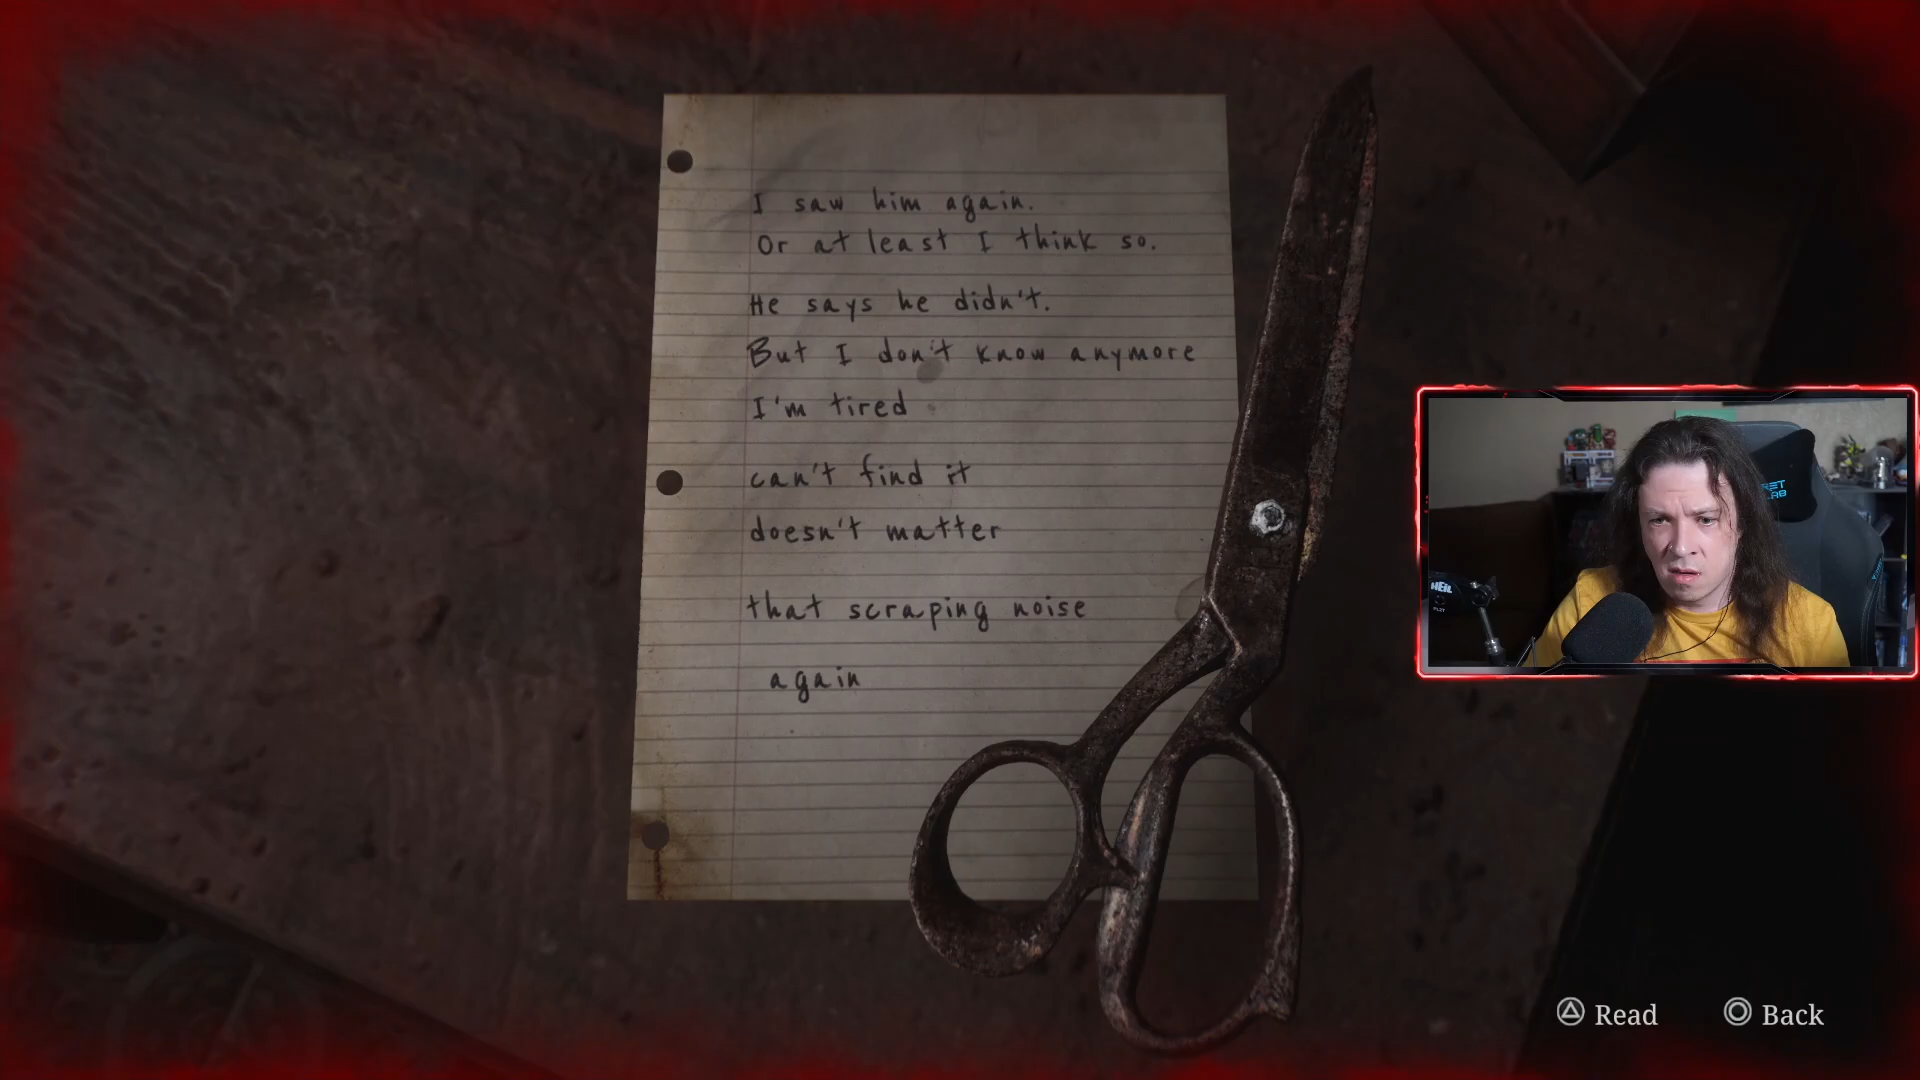 I saw him again.
Or at least I think so.
He says he didn't.
But I don't know anymore
I'm tired
can't find it
doesn't matter
that scraping noise
again
HEIL
Read
Back